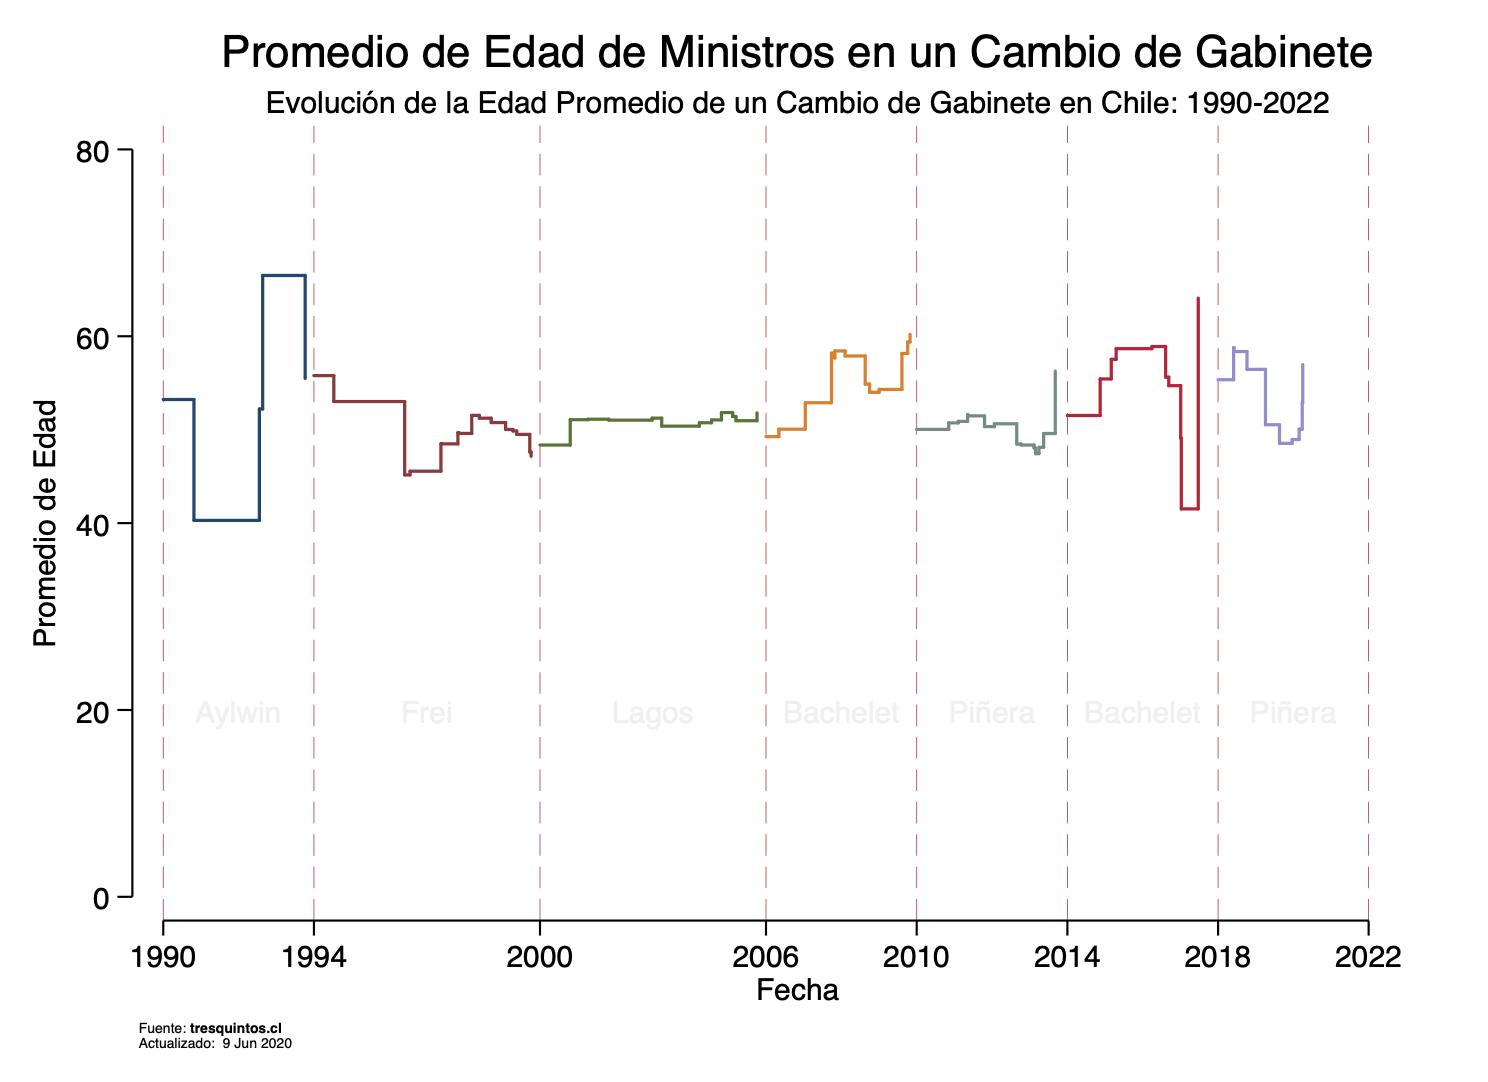 Promedio de Edad de Ministros en un Cambio de Gabinete
Evolución de la Edad Promedio de un Cambio de Gabinete en Chile: 1990-2022
Promedio de Edad
80
60
40
20
0
Aylwin Frei Lagos Bachelet Piñera Bachelet Piñera
1990 1994 2000 2006 2010 2014 2018 2022
Fecha
Fuente: tresquintos.cl
Actualizado: 9 Jun 2020